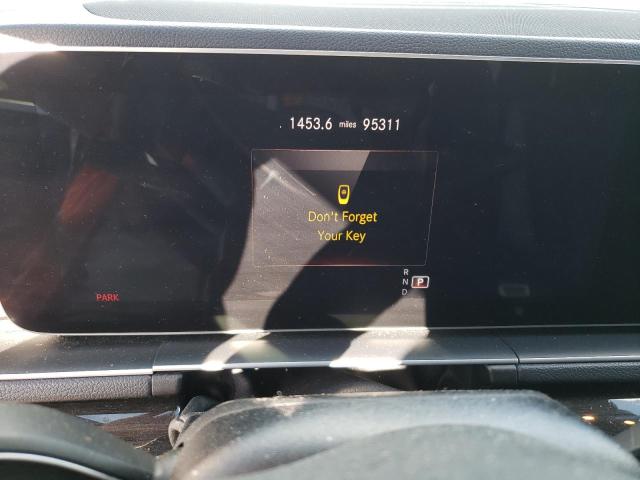 1453.6 miles 95311
Don't Forget
Your Key
R
N P
D
PARK